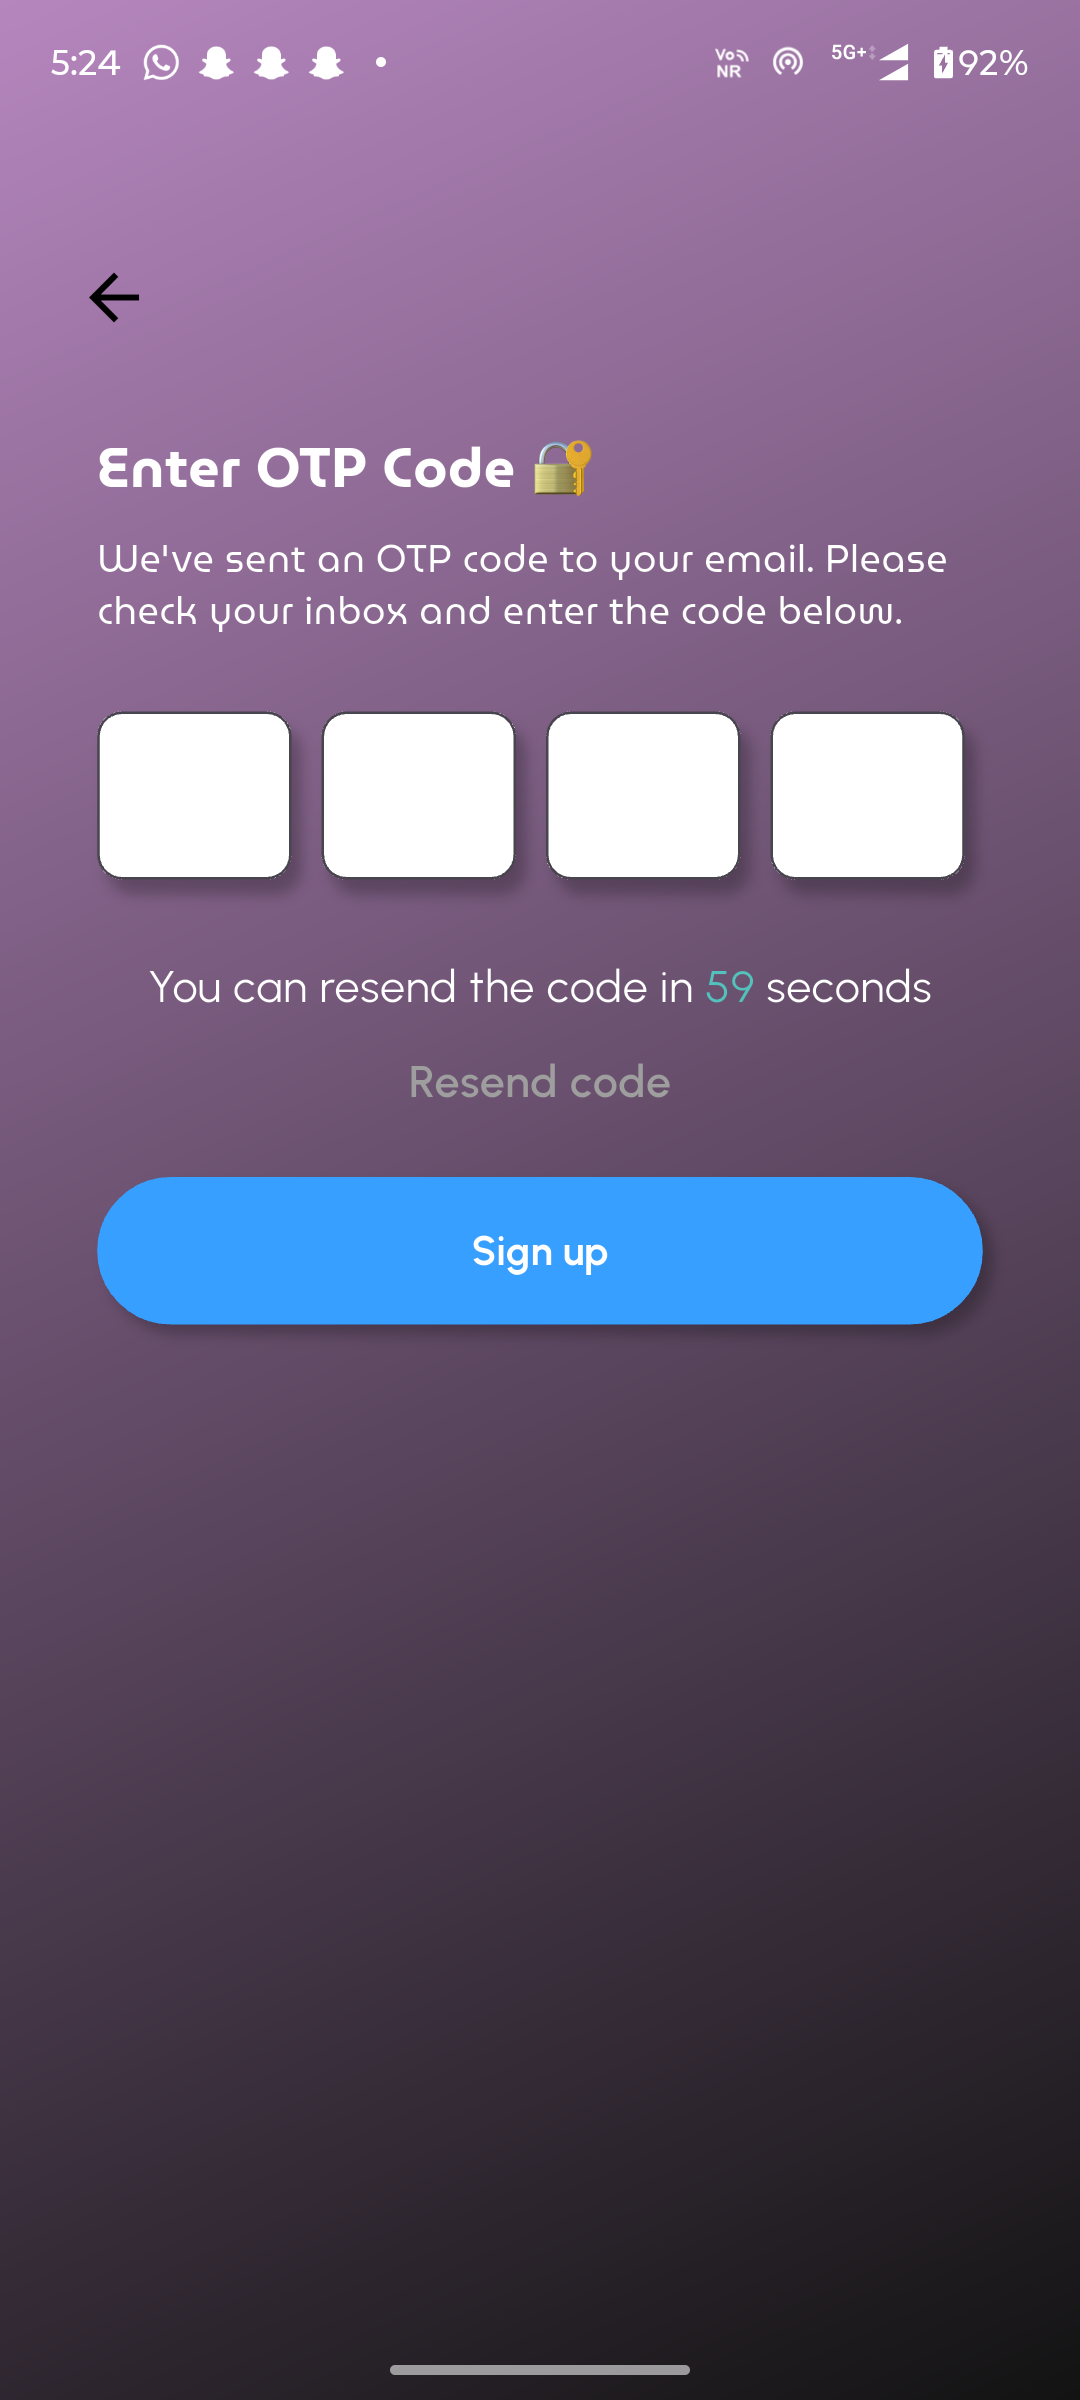 5:24
Vo NR 5G+ 92%
Enter OTP Code
We've sent an OTP code to your email. Please
check your inbox and enter the code below.
You can resend the code in 59 seconds
Resend code
Sign up